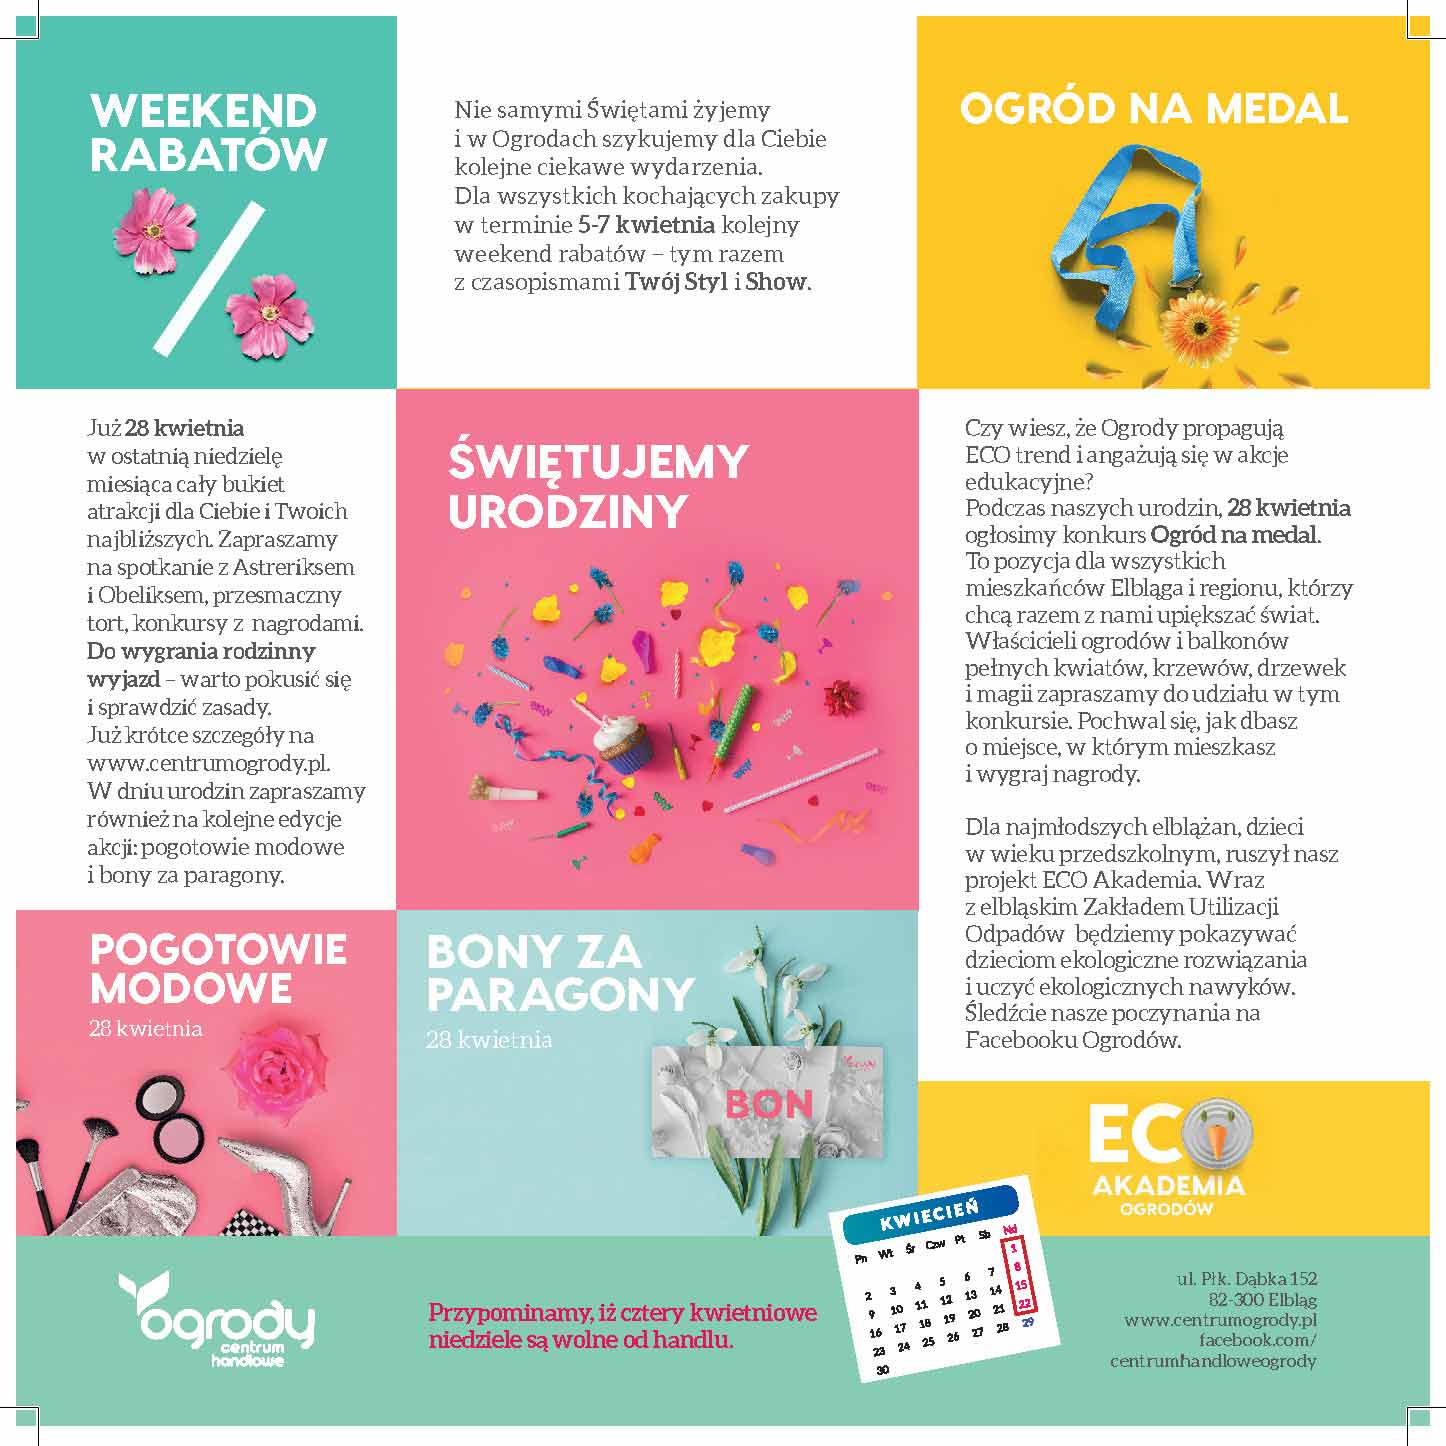 WEEKEND
RABATÓW
Nie samymi Świętami żyjemy
i w Ogrodach szykujemy dla Ciebie
kolejne ciekawe wydarzenia.
Dla wszystkich kochających zakupy
w terminie 5-7 kwietnia kolejny
weekend rabatów – tym razem
z czasopismami Twój Styl i Show.
OGRÓD NA MEDAL
Już 28 kwietnia
w ostatnią niedzielę
miesiąca cały bukiet
atrakcji dla Ciebie i Twoich
najbliższych. Zapraszamy
na spotkanie z Astreriksem
i Obeliksem, przesmaczny
tort, konkursy z nagrodami.
Do wygrania rodzinny
wyjazd – warto pokusić się
i sprawdzić zasady.
Już krótce szczegóły na
www.centrumogrody.pl.
W dniu urodzin zapraszamy
również na kolejne edycje
akcji: pogotowie modowe
i bony za paragony.
ŚWIĘTUJEMY
URODZINY
Czy wiesz, że Ogrody propagują
ECO trend i angażują się w akcje
edukacyjne?
Podczas naszych urodzin, 28 kwietnia
ogłosimy konkurs Ogród na medal.
To pozycja dla wszystkich
mieszkańców Elbląga i regionu, którzy
chcą razem z nami upiększać świat.
Właścicieli ogrodów i balkonów
pełnych kwiatów, krzewów, drzewek
i magii zapraszamy do udziału w tym
konkursie. Pochwal się, jak dbasz
o miejsce, w którym mieszkasz
i wygraj nagrody.
Dla najmłodszych elblążan, dzieci
w wieku przedszkolnym, ruszył nasz
projekt ECO Akademia. Wraz
z elbląskim Zakładem Utilizacji
Odpadów będziemy pokazywać
dzieciom ekologiczne rozwiązania
i uczyć ekologicznych nawyków.
Śledźcie nasze poczynania na
Facebooku Ogrodów.
POGOTOWIE
MODOWE
28 kwietnia
BONY ZA
PARAGONY
28 kwietnia
BON
ECO
AKADEMIA
OGRODÓW
ogrody
centrum
handlowe
Przypominamy, iż cztery kwietniowe
niedziele są wolne od handlu.
KWIECIEŃ
Pn Wt Śr Czw Pt Sb Nd
1
2 3 4 5 6 7 8
9 10 11 12 13 14 15
16 17 18 19 20 21 22
23 24 25 26 27 28 29
30
ul. Płk. Dąbka 152
82-300 Elbląg
www.centrumogrody.pl
facebook.com/
centrumhandloweogrody